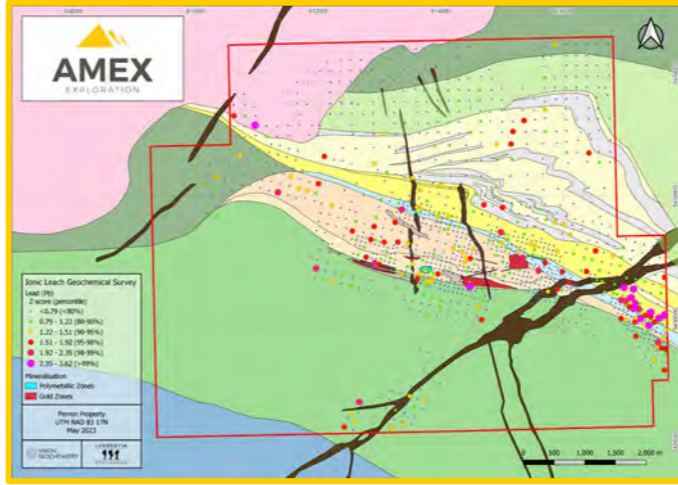 AMEX
EXPLORATION
Ionic Leach Geochemical Survey
Lead (Pb)
Z-score (percentile)
<0.79 (<80%)
0.79 - 1.22 (80-90%)
1.22 - 1.51 (90-95%)
1.51 - 1.92 (95-98%)
1.92 - 2.35 (98-99%)
2.35 - 3.62 (>99%)
Mineralisation
Polymetallic Zones
Gold Zones
Perron Property
UTM NAD 83 17N
May 2023
VISION
GEOCHEMISTRY
LAURENTIA
0 500 1,000 1,500 2,000 m